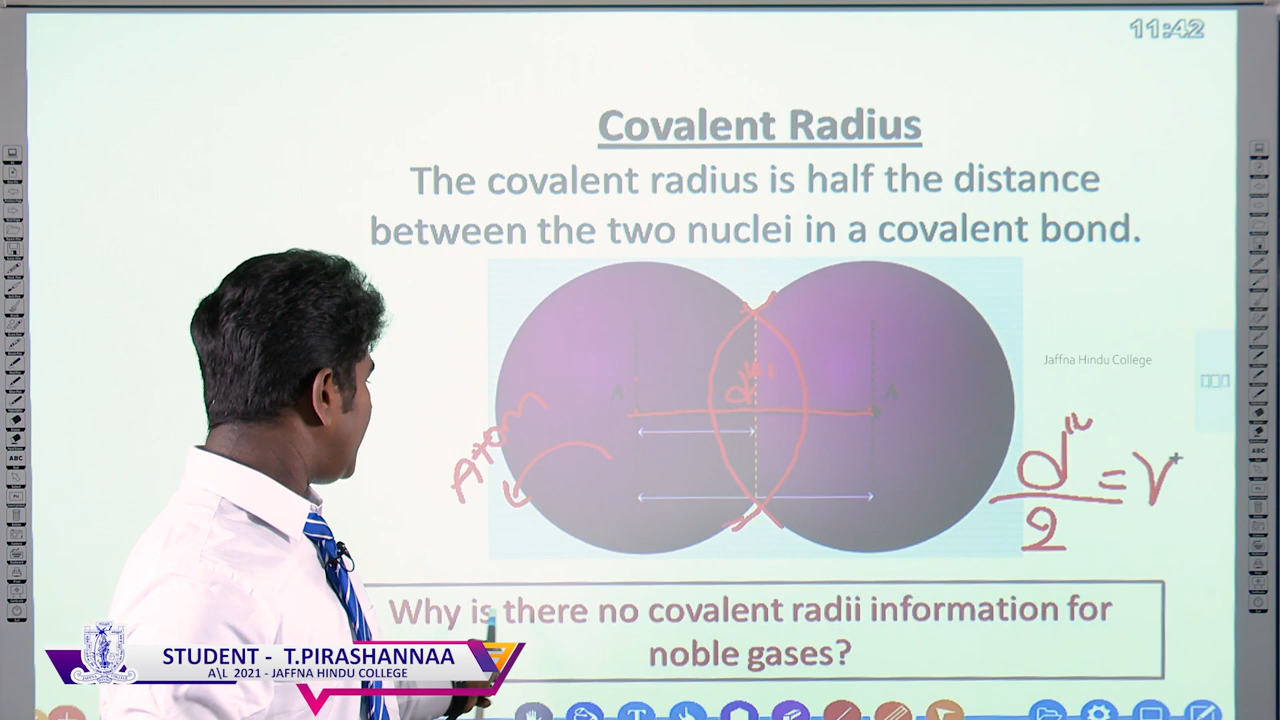 11:42
Covalent Radius
The covalent radius is half the distance
between the two nuclei in a covalent bond.
Jaffna Hindu College
A
A
Atom
d
2
= r
Why is there no covalent radii information for
noble gases?
STUDENT - T.PIRASHANNAA
A\L 2021 - JAFFNA HINDU COLLEGE
ABC
ABC